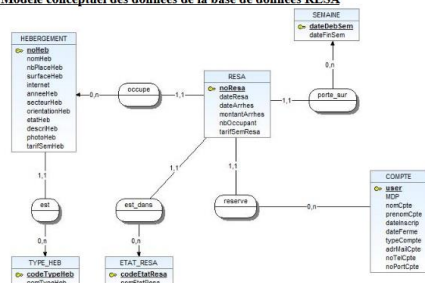 Modèle conceptuel des données de la base de données RESA
SEMAINE
dateDebSem
dateFinSem
HEBERGEMENT
noHeb
nomHeb
nbPlaceHeb
surfaceHeb
internet
anneeHeb
secteurHeb
orientationHeb
etatHeb
descriHeb
photoHeb
tarifSemHeb
0,n
occupe
1,1
RESA
noResa
dateResa
dateArrhes
montantArrhes
nbOccupant
tarifSemResa
1,1
porte_sur
0,n
1,1
est
0,n
TYPE_HEB
codeTypeHeb
nomTypeHeb
1,1
est_dans
0,n
ETAT_RESA
codeEtatResa
nomEtatResa
1,1
reserve
0,n
COMPTE
user
MDP
nomCpte
prenomCpte
dateinscrip
dateFerme
typeCompte
adrMailCpte
noTelCpte
noPortCpte